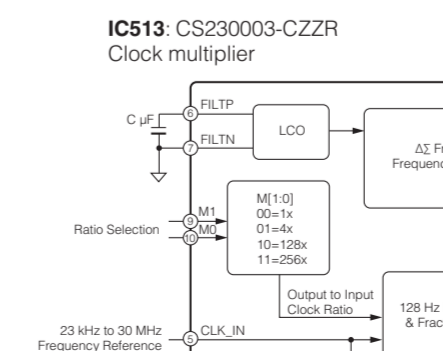 IC513: CS230003-CZZR
Clock multiplier
C µF
6
FILTP
7
FILTN
LCO
ΔΣ
Frequenc
Ratio Selection
9
M1
10
M0
M[1:0]
00=1x
01=4x
10=128x
11=256x
Output to Input
Clock Ratio
128 Hz
& Frac
23 kHz to 30 MHz
Frequency Reference
5
CLK_IN